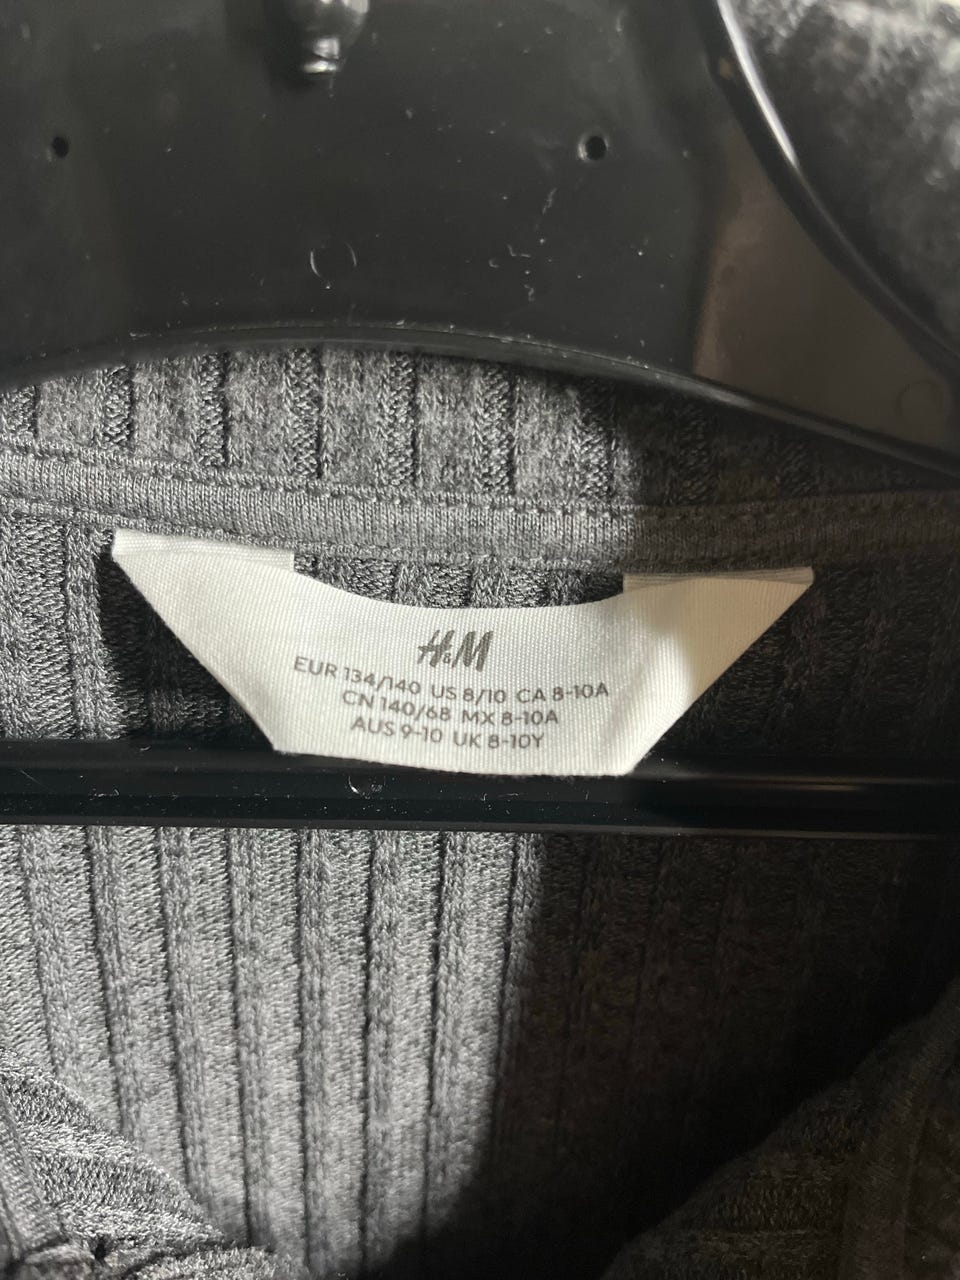 H&M
EUR 134/140 US 8/10 CA 8-10A
CN 140/68 MX 8-10A
AUS 9-10 UK 8-10Y